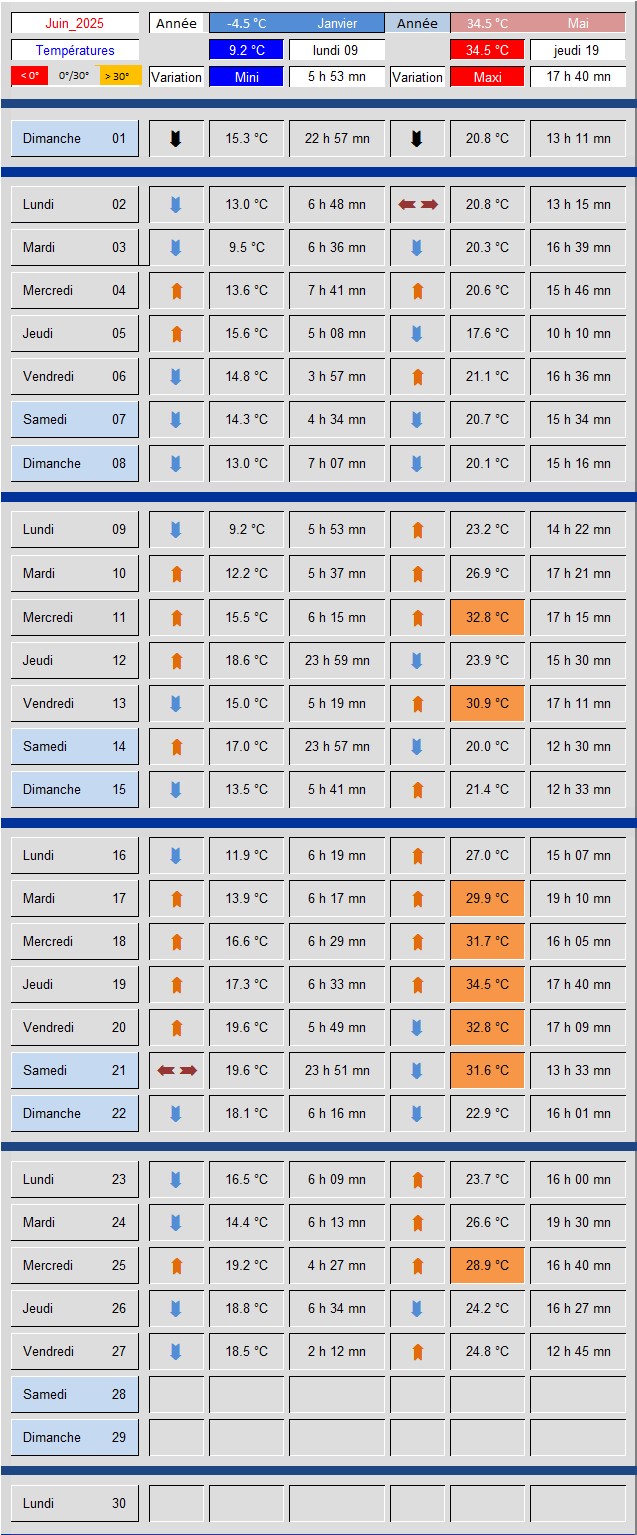 Juin_2025 Année -4.5 °C Janvier Année 34.5 °C Mai
Températures 9.2 °C lundi 09 34.5 °C jeudi 19
< 0° 0°/30° > 30° Variation Mini 5 h 53 mn Variation Maxi 17 h 40 mn
Dimanche 01 15.3 °C 22 h 57 mn 20.8 °C 13 h 11 mn
Lundi 02 13.0 °C 6 h 48 mn 20.8 °C 13 h 15 mn
Mardi 03 9.5 °C 6 h 36 mn 20.3 °C 16 h 39 mn
Mercredi 04 13.6 °C 7 h 41 mn 20.6 °C 15 h 46 mn
Jeudi 05 15.6 °C 5 h 08 mn 17.6 °C 10 h 10 mn
Vendredi 06 14.8 °C 3 h 57 mn 21.1 °C 16 h 36 mn
Samedi 07 14.3 °C 4 h 34 mn 20.7 °C 15 h 34 mn
Dimanche 08 13.0 °C 7 h 07 mn 20.1 °C 15 h 16 mn
Lundi 09 9.2 °C 5 h 53 mn 23.2 °C 14 h 22 mn
Mardi 10 12.2 °C 5 h 37 mn 26.9 °C 17 h 21 mn
Mercredi 11 15.5 °C 6 h 15 mn 32.8 °C 17 h 15 mn
Jeudi 12 18.6 °C 23 h 59 mn 23.9 °C 15 h 30 mn
Vendredi 13 15.0 °C 5 h 19 mn 30.9 °C 17 h 11 mn
Samedi 14 17.0 °C 23 h 57 mn 20.0 °C 12 h 30 mn
Dimanche 15 13.5 °C 5 h 41 mn 21.4 °C 12 h 33 mn
Lundi 16 11.9 °C 6 h 19 mn 27.0 °C 15 h 07 mn
Mardi 17 13.9 °C 6 h 17 mn 29.9 °C 19 h 10 mn
Mercredi 18 16.6 °C 6 h 29 mn 31.7 °C 16 h 05 mn
Jeudi 19 17.3 °C 6 h 33 mn 34.5 °C 17 h 40 mn
Vendredi 20 19.6 °C 5 h 49 mn 32.8 °C 17 h 09 mn
Samedi 21 19.6 °C 23 h 51 mn 31.6 °C 13 h 33 mn
Dimanche 22 18.1 °C 6 h 16 mn 22.9 °C 16 h 01 mn
Lundi 23 16.5 °C 6 h 09 mn 23.7 °C 16 h 00 mn
Mardi 24 14.4 °C 6 h 13 mn 26.6 °C 19 h 30 mn
Mercredi 25 19.2 °C 4 h 27 mn 28.9 °C 16 h 40 mn
Jeudi 26 18.8 °C 6 h 34 mn 24.2 °C 16 h 27 mn
Vendredi 27 18.5 °C 2 h 12 mn 24.8 °C 12 h 45 mn
Samedi 28
Dimanche 29
Lundi 30